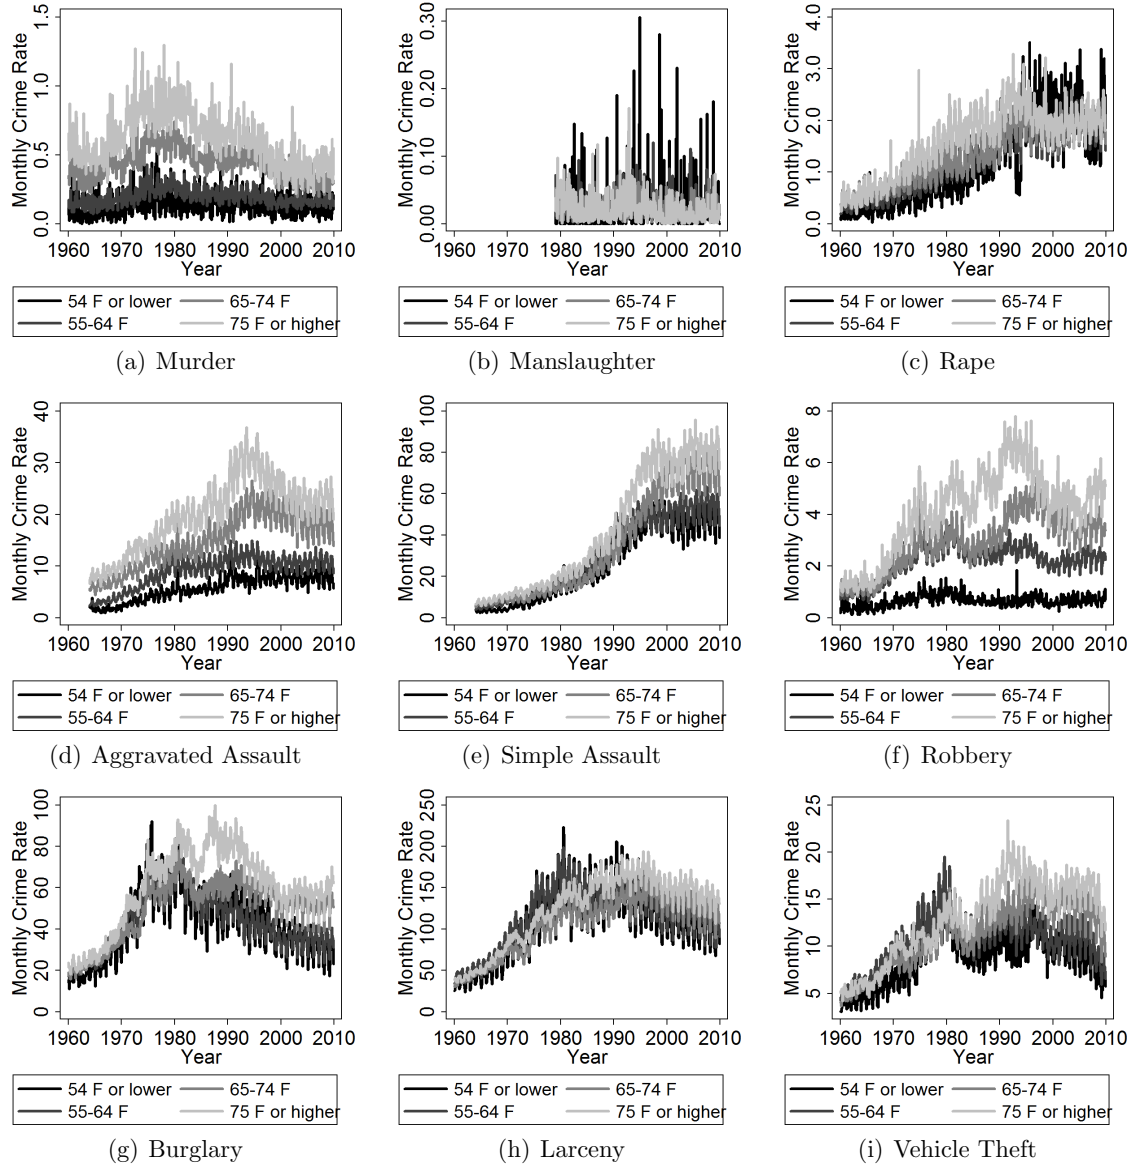 Monthly Crime Rate
0.0 0.5 1.0 1.5
1960 1970 1980 1990 2000 2010
Year
54 F or lower 65-74 F
55-64 F 75 F or higher
(a) Murder
Monthly Crime Rate
0.00 0.10 0.20 0.30
1960 1970 1980 1990 2000 2010
Year
54 F or lower 65-74 F
55-64 F 75 F or higher
(b) Manslaughter
Monthly Crime Rate
0.0 1.0 2.0 3.0 4.0
1960 1970 1980 1990 2000 2010
Year
54 F or lower 65-74 F
55-64 F 75 F or higher
(c) Rape
Monthly Crime Rate
0 10 20 30 40
1960 1970 1980 1990 2000 2010
Year
54 F or lower 65-74 F
55-64 F 75 F or higher
(d) Aggravated Assault
Monthly Crime Rate
0 20 40 60 80 100
1960 1970 1980 1990 2000 2010
Year
54 F or lower 65-74 F
55-64 F 75 F or higher
(e) Simple Assault
Monthly Crime Rate
0 2 4 6 8
1960 1970 1980 1990 2000 2010
Year
54 F or lower 65-74 F
55-64 F 75 F or higher
(f) Robbery
Monthly Crime Rate
0 20 40 60 80 100
1960 1970 1980 1990 2000 2010
Year
54 F or lower 65-74 F
55-64 F 75 F or higher
(g) Burglary
Monthly Crime Rate
0 50 100 150 200 250
1960 1970 1980 1990 2000 2010
Year
54 F or lower 65-74 F
55-64 F 75 F or higher
(h) Larceny
Monthly Crime Rate
5 10 15 20 25
1960 1970 1980 1990 2000 2010
Year
54 F or lower 65-74 F
55-64 F 75 F or higher
(i) Vehicle Theft